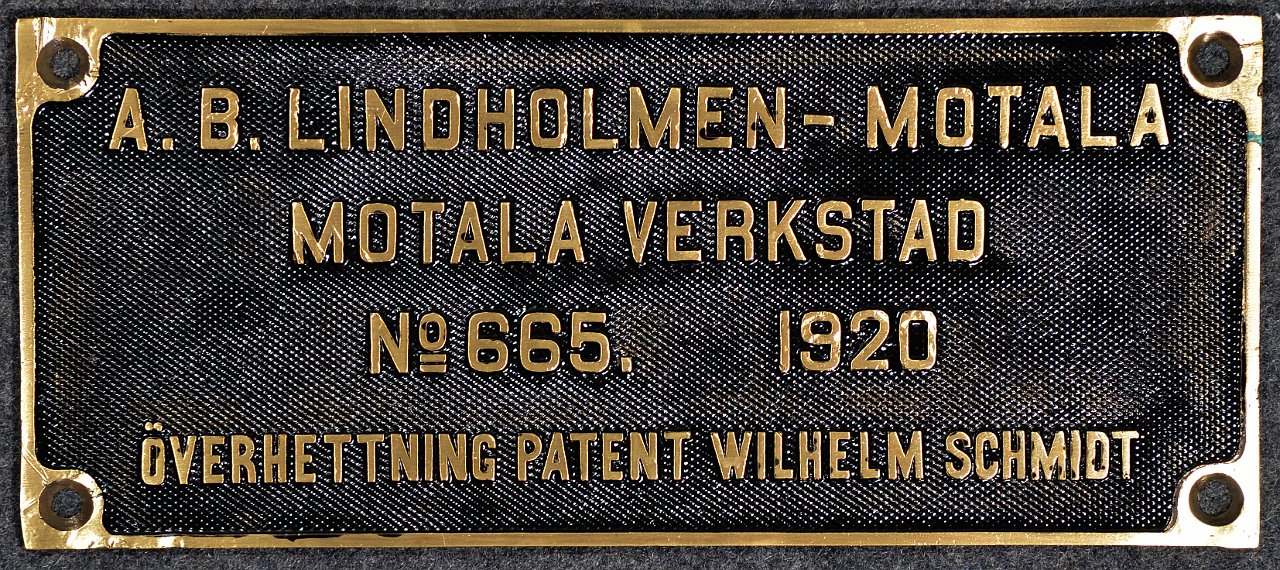 A. B. LINDHOLMEN - MOTALA
MOTALA VERKSTAD
Nº 665. 1920
ÖVERHETTNING PATENT WILHELM SCHMIDT